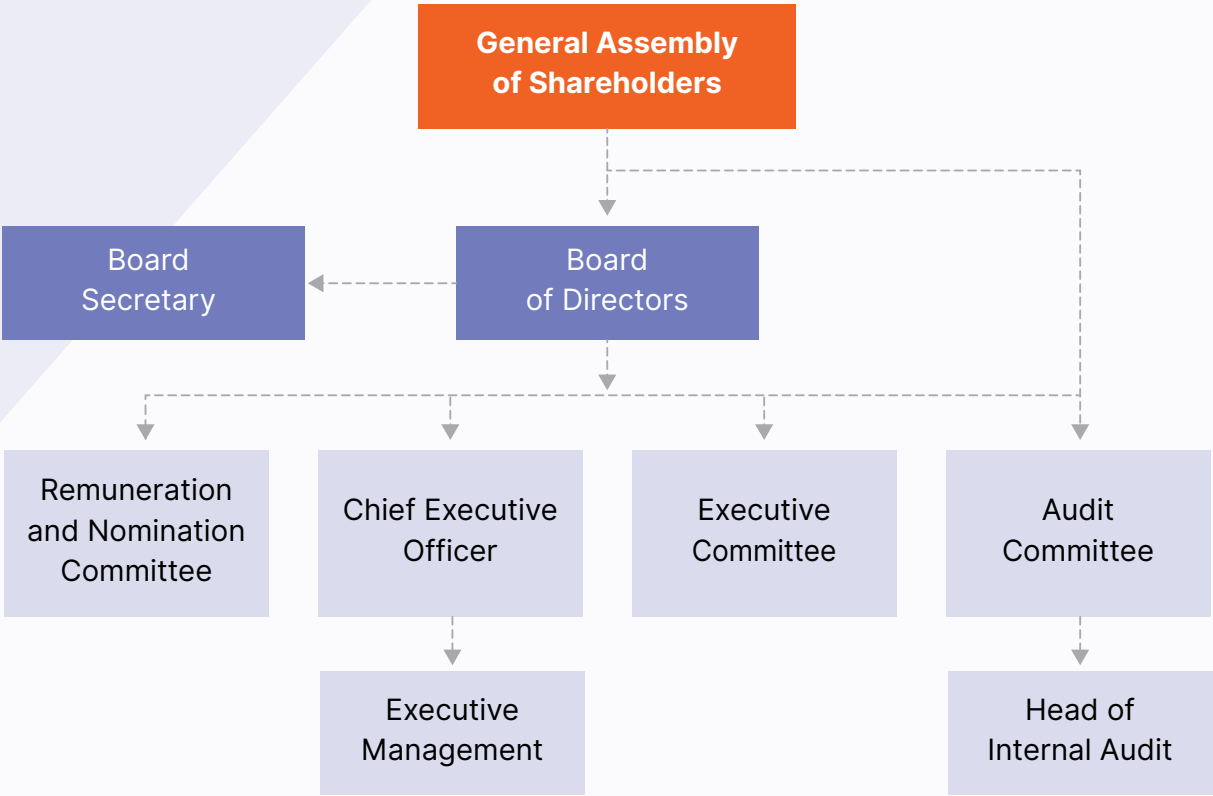 General Assembly
of Shareholders
Board
Secretary
Board
of Directors
Remuneration
and Nomination
Committee
Chief Executive
Officer
Executive
Committee
Audit
Committee
Executive
Management
Head of
Internal Audit